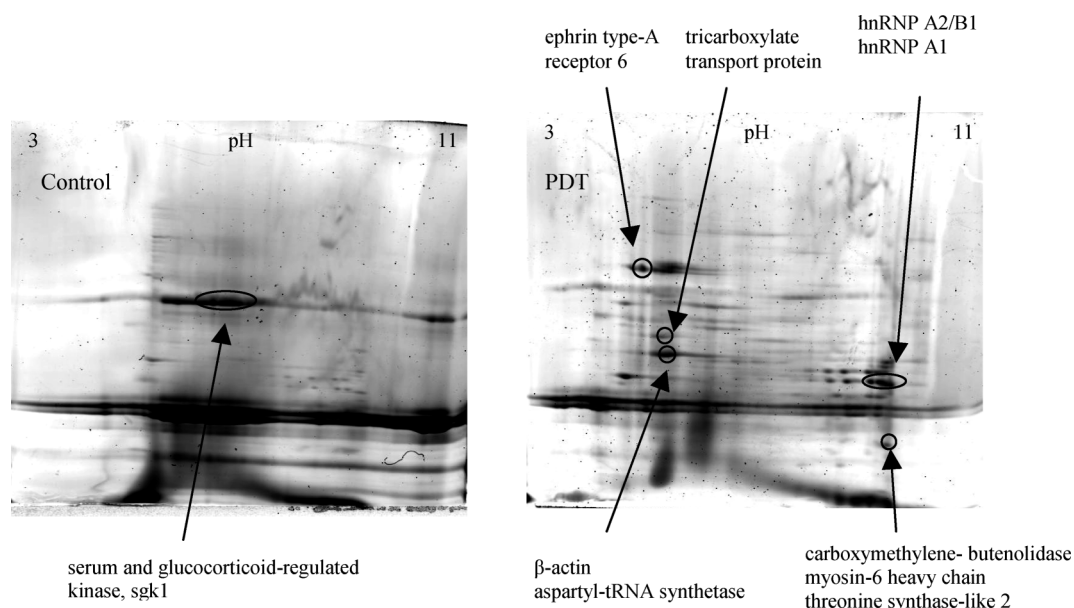 ephrin type-A
receptor 6
tricarboxylate
transport protein
hnRNP A2/B1
hnRNP A1
3
pH
11
Control
3
pH
11
PDT
serum and glucocorticoid-regulated
kinase, sgk1
β-actin
aspartyl-tRNA synthetase
carboxymethylene- butenolidase
myosin-6 heavy chain
threonine synthase-like 2